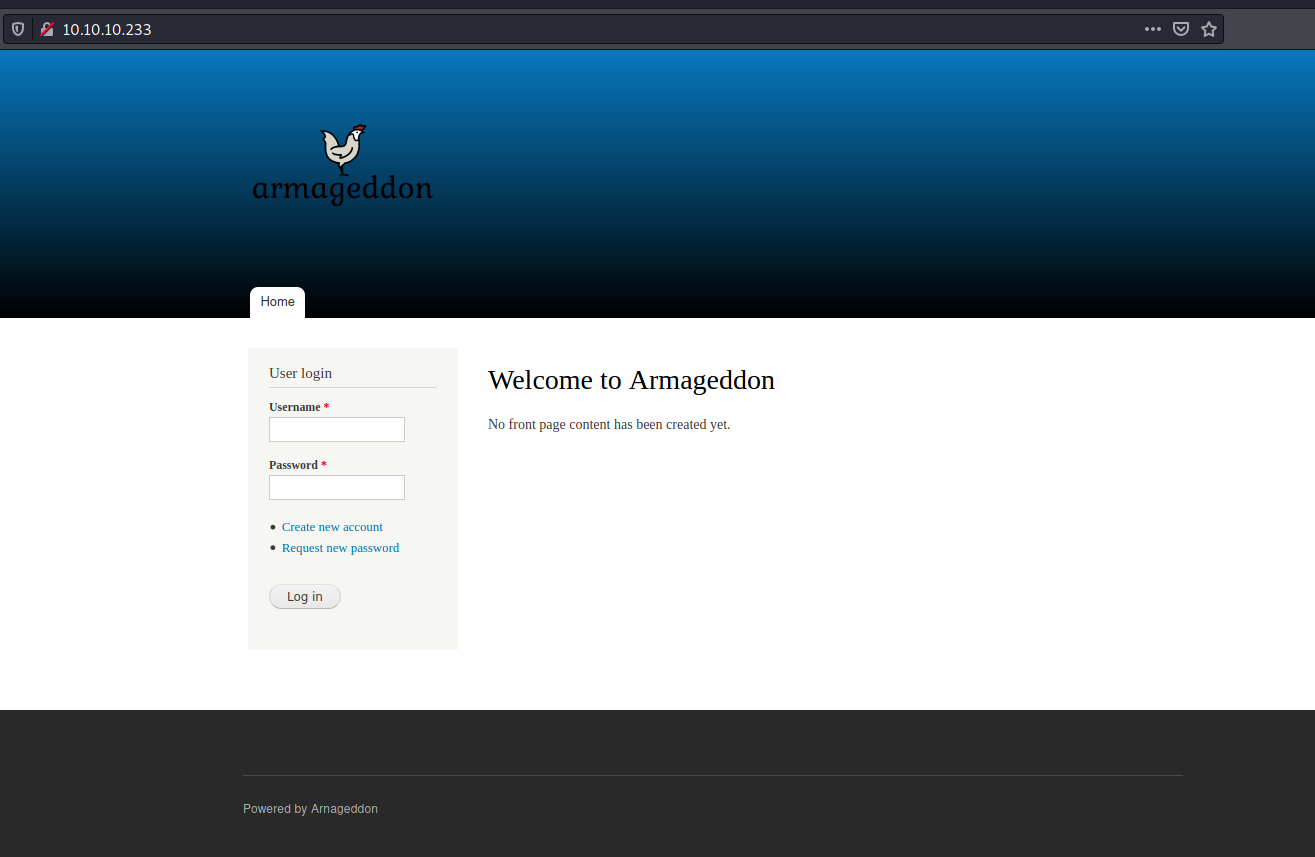 10.10.10.233
armageddon
Home
User login
Username *
Password *
Create new account
Request new password
Log in
Welcome to Armageddon
No front page content has been created yet.
Powered by Arnageddon